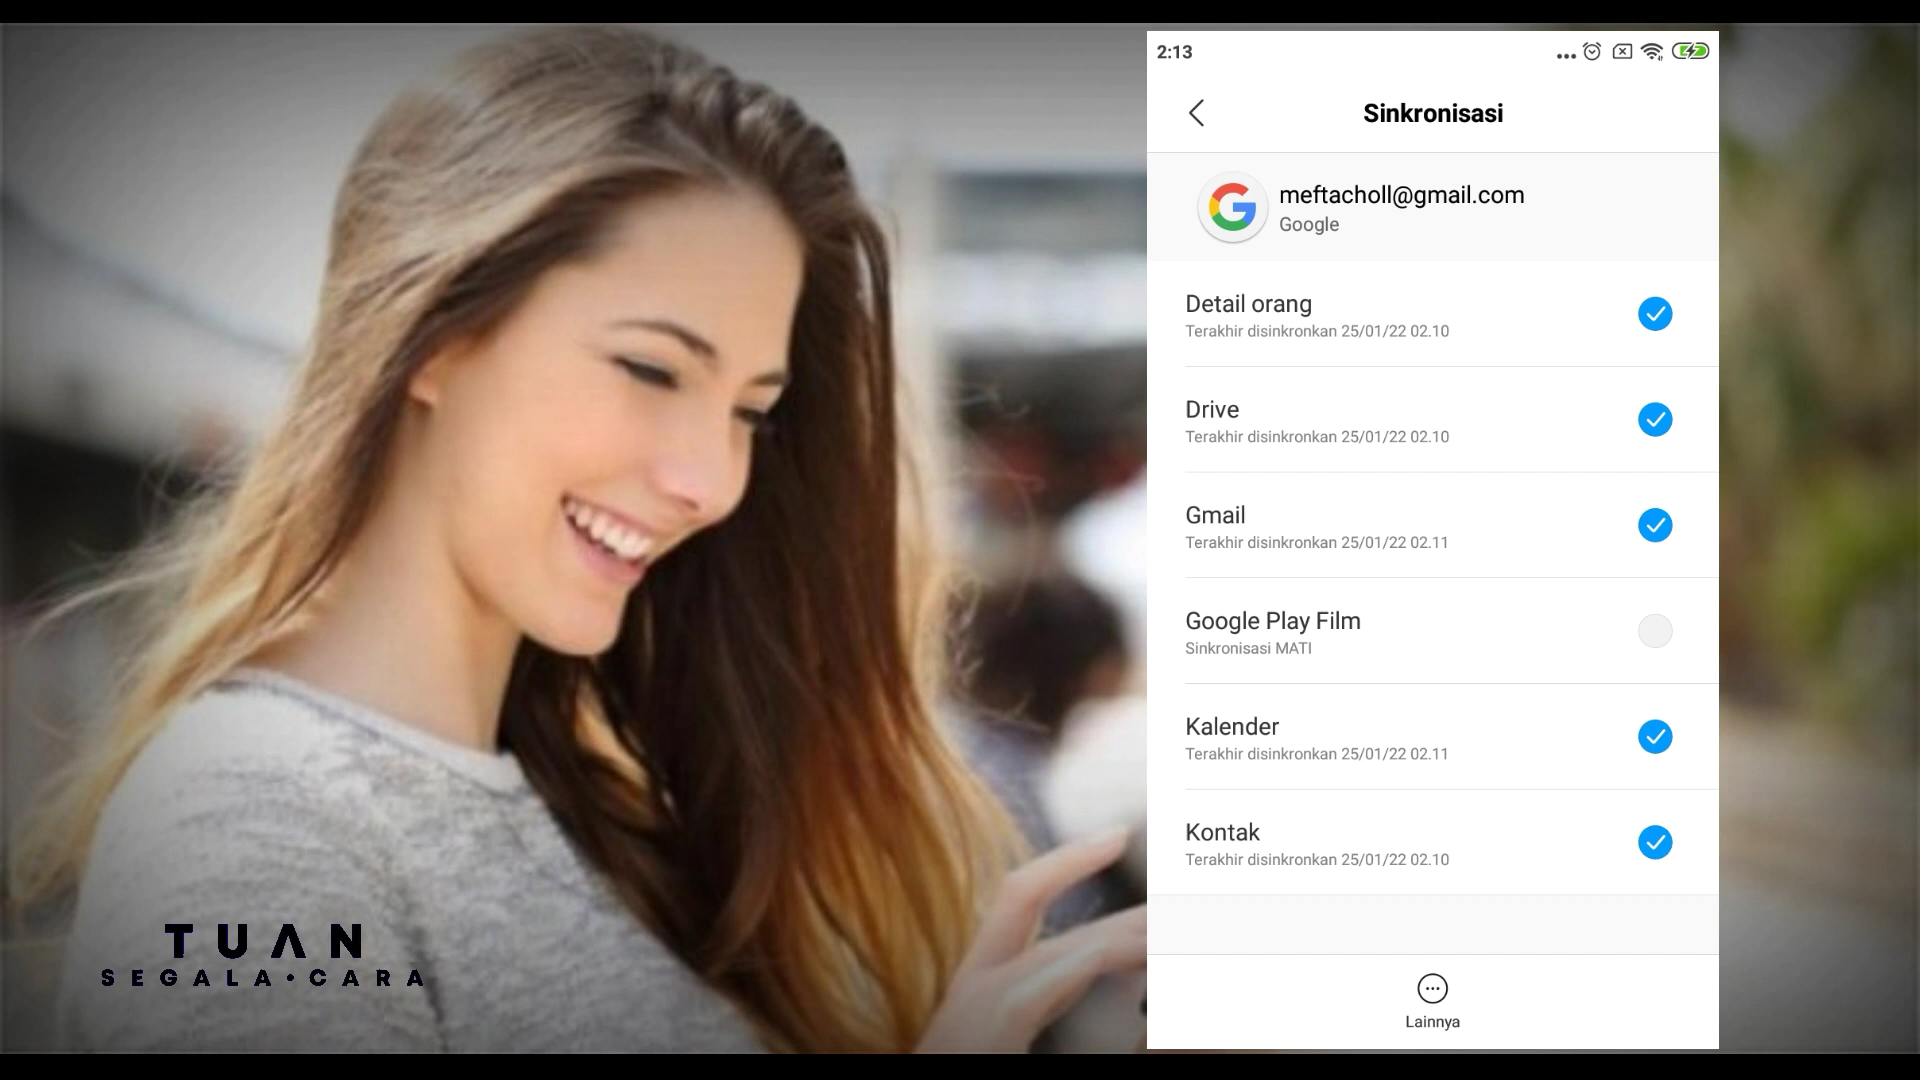 2:13
Sinkronisasi
meftacholl@gmail.com
Google
Detail orang
Terakhir disinkronkan 25/01/22 02.10
Drive
Terakhir disinkronkan 25/01/22 02.10
Gmail
Terakhir disinkronkan 25/01/22 02.11
Google Play Film
Sinkronisasi MATI
Kalender
Terakhir disinkronkan 25/01/22 02.11
Kontak
Terakhir disinkronkan 25/01/22 02.10
Lainnya
TUAN
SEGALA•CARA